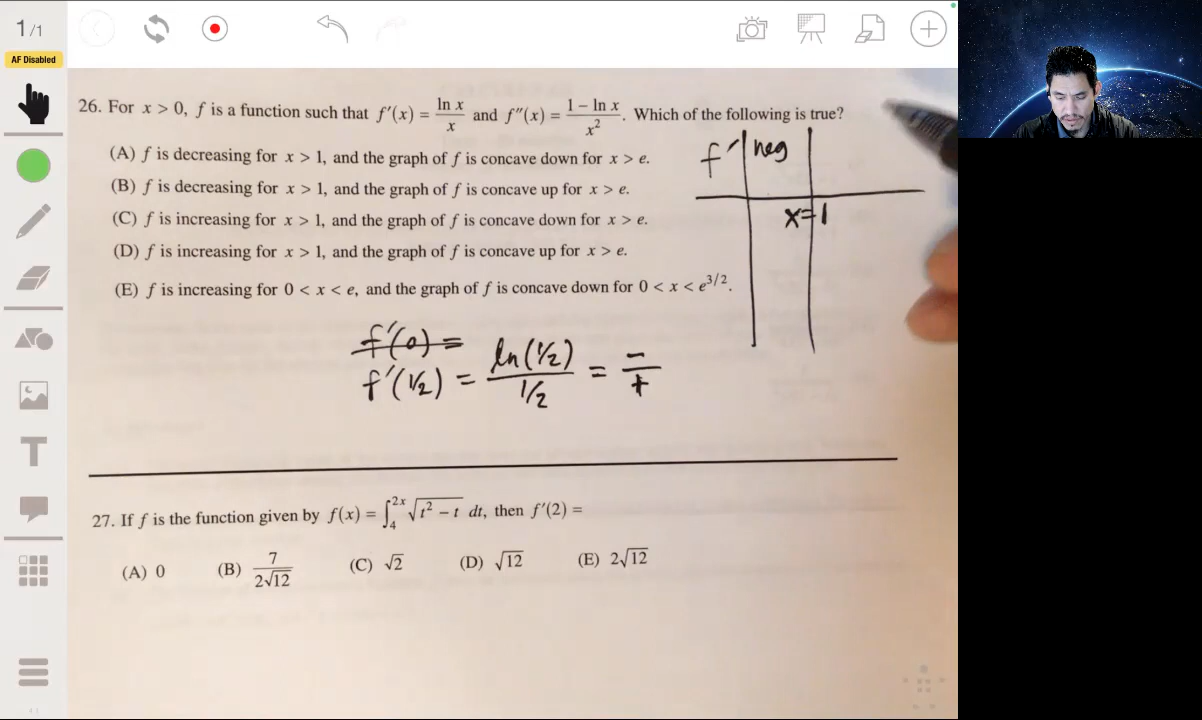 1/1
AF Disabled
26. For x > 0, f is a function such that f′(x) = ln x / x and f″(x) = 1 − ln x / x². Which of the following is true?
(A) f is decreasing for x > 1, and the graph of f is concave down for x > e.
(B) f is decreasing for x > 1, and the graph of f is concave up for x > e.
(C) f is increasing for x > 1, and the graph of f is concave down for x > e.
(D) f is increasing for x > 1, and the graph of f is concave up for x > e.
(E) f is increasing for 0 < x < e, and the graph of f is concave down for 0 < x < e^3/2.
f′ neg
x=1
f′(0) =
f′(1/2) = ln(1/2) / 1/2 = − / +
27. If f is the function given by f(x) = ∫₄^2x √(t² − t) dt, then f′(2) =
(A) 0 (B) 7 / 2√12 (C) √2 (D) √12 (E) 2√12
T